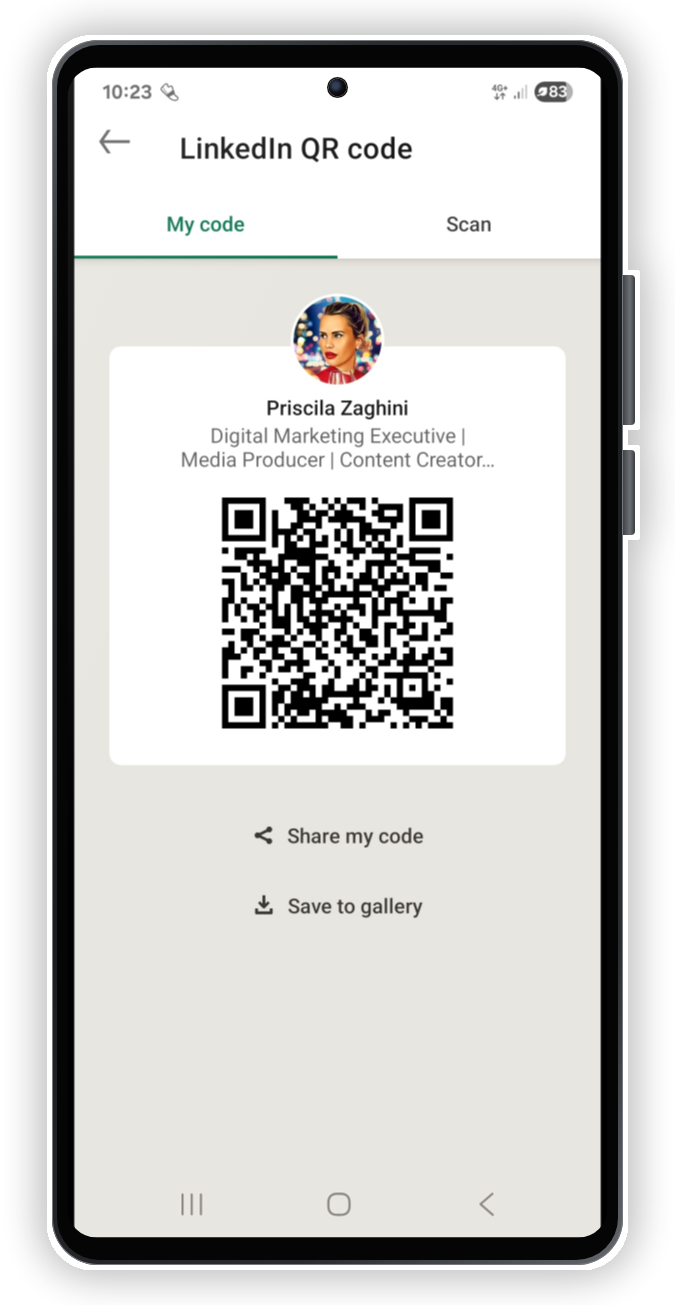 10:23
4G+
83
LinkedIn QR code
My code
Scan
Priscila Zaghini
Digital Marketing Executive |
Media Producer | Content Creator...
Share my code
Save to gallery